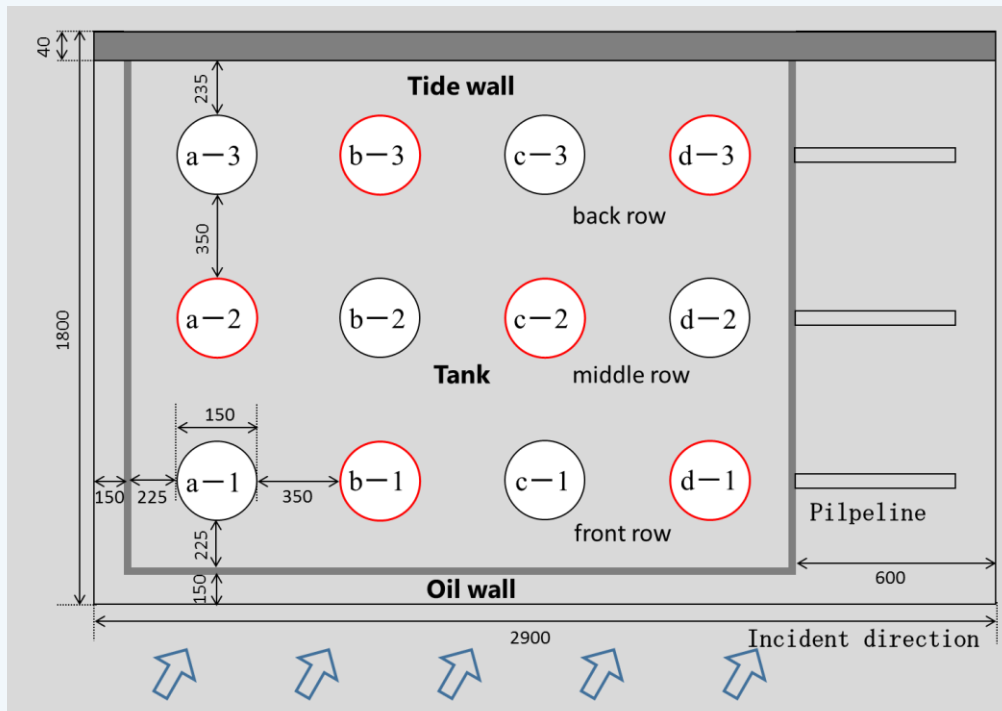 40
Tide wall
235
a－3
b－3
c－3
d－3
back row
350
1800
a－2
b－2
c－2
d－2
Tank
middle row
150
a－1
b－1
c－1
d－1
150
225
350
Pilpeline
front row
225
600
150
Oil wall
2900
Incident direction